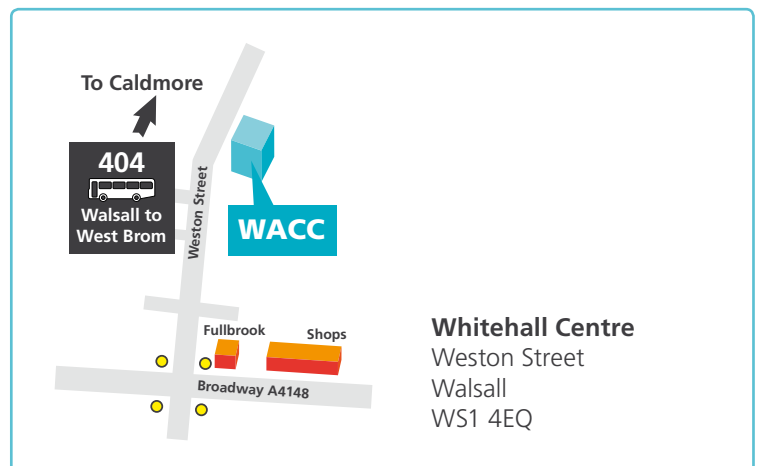 To Caldmore
404
Walsall to
West Brom
Weston Street
WACC
Fullbrook
Shops
Broadway A4148
Whitehall Centre
Weston Street
Walsall
WS1 4EQ